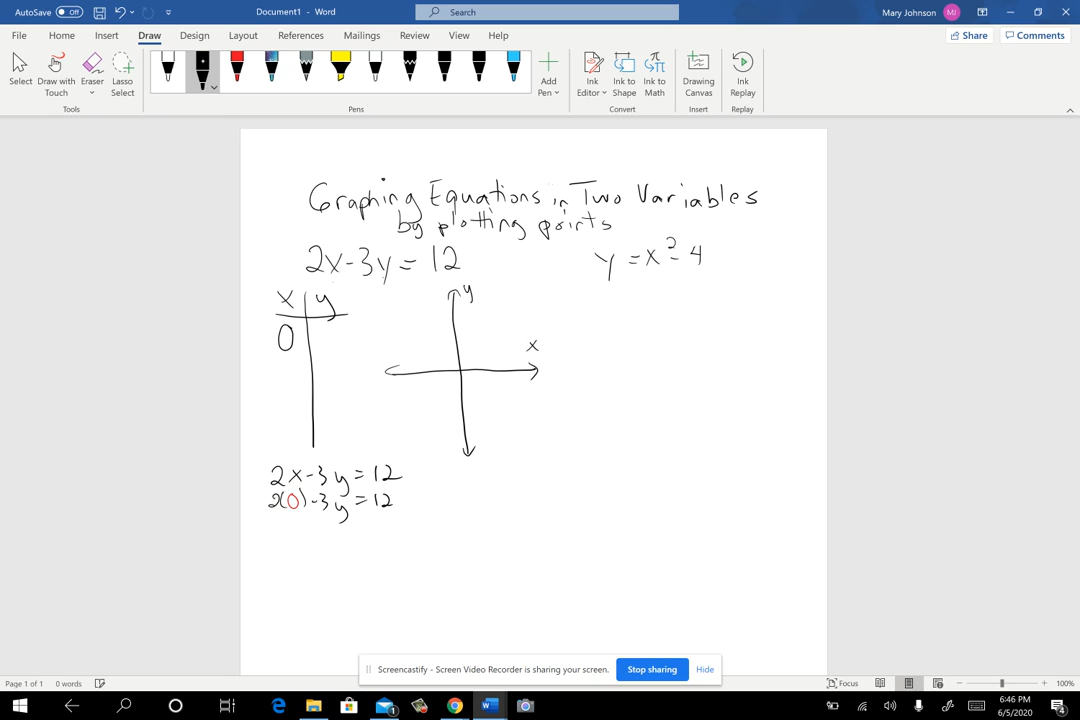 AutoSave Off Document1 - Word Search Mary Johnson MJ
File Home Insert Draw Design Layout References Mailings Review View Help Share Comments
Select Draw with Touch Eraser Lasso Select Add Pen Ink Editor Ink to Shape Ink to Math Drawing Canvas Ink Replay
Tools Pens Convert Insert Replay
Graphing Equations in Two Variables
by plotting points
2x-3y=12 y=x²-4
x y
0
y
x
2x-3y=12
2(0)-3y=12
Screencastify - Screen Video Recorder is sharing your screen. Stop sharing Hide
Page 1 of 1 0 words Focus 100%
6:46 PM
6/5/2020